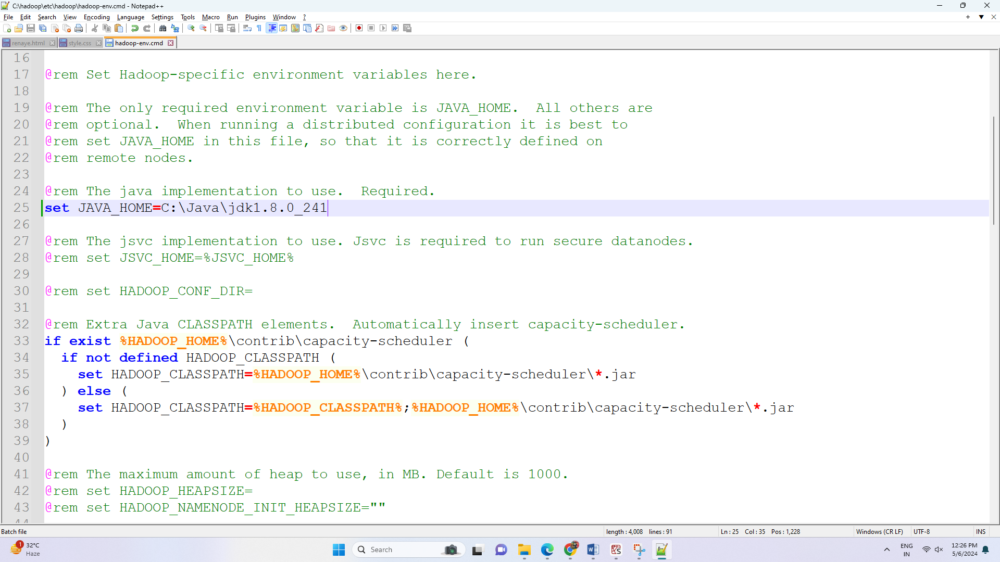 C:\hadoop\etc\hadoop\hadoop-env.cmd - Notepad++
File Edit Search View Encoding Language Settings Tools Macro Run Plugins Window ?
renaye.html style.css hadoop-env.cmd
16
17 @rem Set Hadoop-specific environment variables here.
18
19 @rem The only required environment variable is JAVA_HOME.  All others are
20 @rem optional.  When running a distributed configuration it is best to
21 @rem set JAVA_HOME in this file, so that it is correctly defined on
22 @rem remote nodes.
23
24 @rem The java implementation to use.  Required.
25 set JAVA_HOME=C:\Java\jdk1.8.0_241
26
27 @rem The jsvc implementation to use. Jsvc is required to run secure datanodes.
28 @rem set JSVC_HOME=%JSVC_HOME%
29
30 @rem set HADOOP_CONF_DIR=
31
32 @rem Extra Java CLASSPATH elements.  Automatically insert capacity-scheduler.
33 if exist %HADOOP_HOME%\contrib\capacity-scheduler (
34   if not defined HADOOP_CLASSPATH (
35     set HADOOP_CLASSPATH=%HADOOP_HOME%\contrib\capacity-scheduler\*.jar
36   ) else (
37     set HADOOP_CLASSPATH=%HADOOP_CLASSPATH%;%HADOOP_HOME%\contrib\capacity-scheduler\*.jar
38   )
39 )
40
41 @rem The maximum amount of heap to use, in MB. Default is 1000.
42 @rem set HADOOP_HEAPSIZE=
43 @rem set HADOOP_NAMENODE_INIT_HEAPSIZE=""
44
Batch file length : 4,008 lines : 91 Ln : 25 Col : 35 Pos : 1,228 Windows (CR LF) UTF-8 INS
1 32°C
Haze
Search
ENG
IN
12:26 PM
5/6/2024